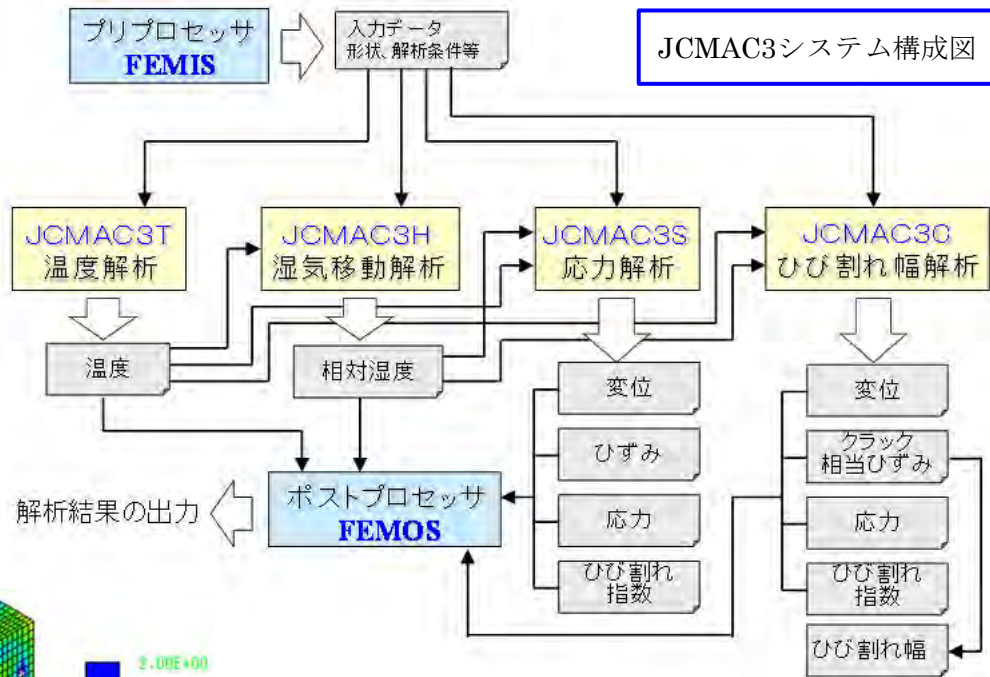 プリプロセッサ
FEMIS
入力データ
形状、解析条件等
JCMAC3システム構成図
JCMAC3T
温度解析
JCMAC3H
湿気移動解析
JCMAC3S
応力解析
JCMAC3C
ひび割れ幅解析
温度
相対湿度
変位
ひずみ
応力
ひび割れ
指数
変位
クラック
相当ひずみ
応力
ひび割れ
指数
ひび割れ幅
ポストプロセッサ
FEMOS
解析結果の出力
2.00E+00